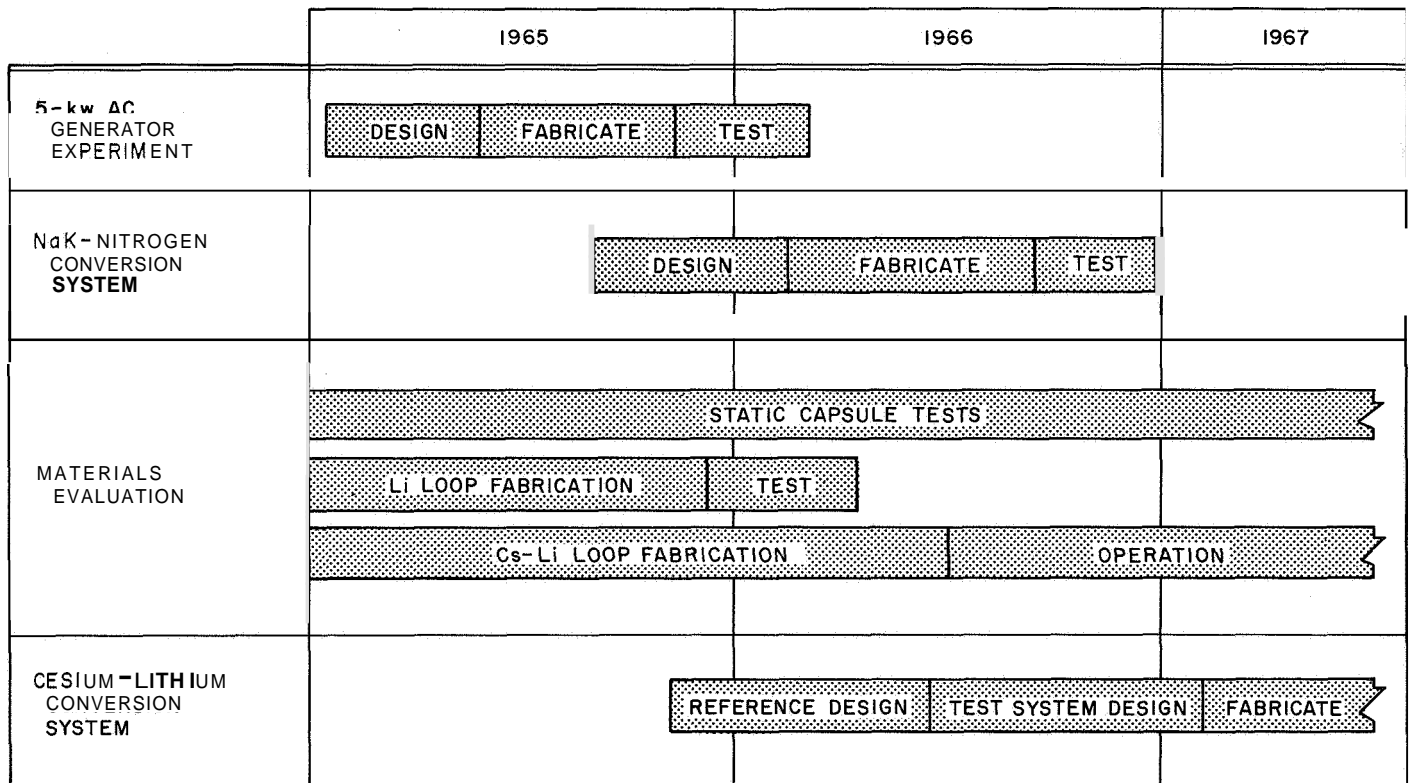 1965 1966 1967
5-kw AC
GENERATOR
EXPERIMENT
DESIGN FABRICATE TEST
NaK-NITROGEN
CONVERSION
SYSTEM
DESIGN FABRICATE TEST
MATERIALS
EVALUATION
STATIC CAPSULE TESTS
Li LOOP FABRICATION TEST
Cs-Li LOOP FABRICATION OPERATION
CESIUM-LITHIUM
CONVERSION
SYSTEM
REFERENCE DESIGN TEST SYSTEM DESIGN FABRICATE